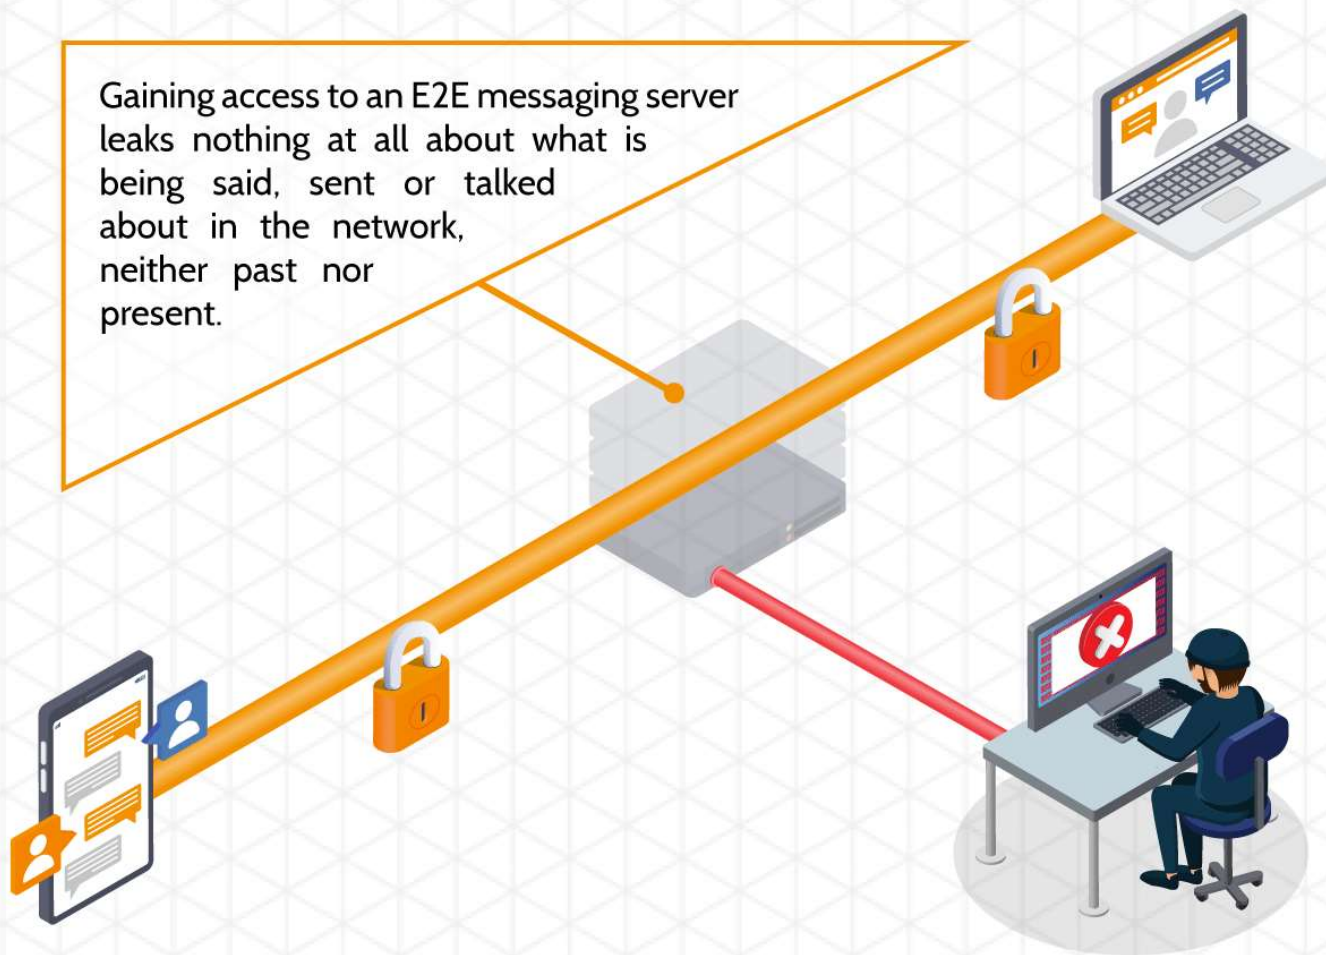 Gaining access to an E2E messaging server
leaks nothing at all about what is
being said, sent or talked
about in the network,
neither past nor
present.